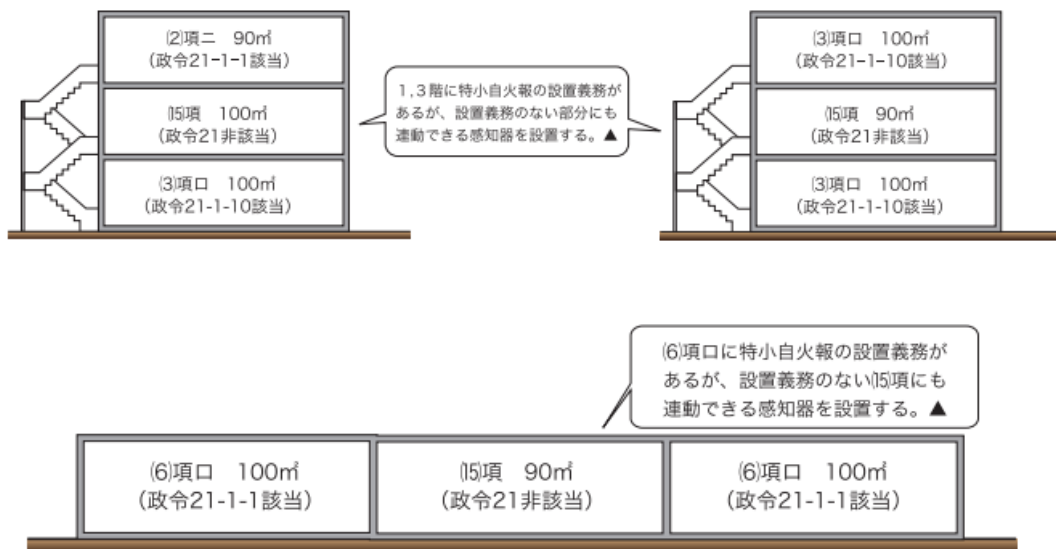 ⑵項ニ 90㎡
(政令21-1-1該当)
⒂項 100㎡
(政令21非該当)
⑶項ロ 100㎡
(政令21-1-10該当)
1,3階に特小自火報の設置義務が
あるが、設置義務のない部分にも
連動できる感知器を設置する。▲
⑶項ロ 100㎡
(政令21-1-10該当)
⒂項 90㎡
(政令21非該当)
⑶項ロ 100㎡
(政令21-1-10該当)
⑹項ロに特小自火報の設置義務が
あるが、設置義務のない⒂項にも
連動できる感知器を設置する。▲
⑹項ロ 100㎡
(政令21-1-1該当)
⒂項 90㎡
(政令21非該当)
⑹項ロ 100㎡
(政令21-1-1該当)